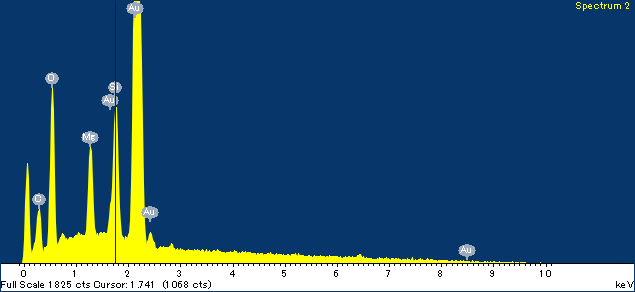 Spectrum 2
Au
O
Si
Au
Mg
C
Au
Au
0 1 2 3 4 5 6 7 8 9 10
Full Scale 1825 cts Cursor: 1.741 (1068 cts) keV